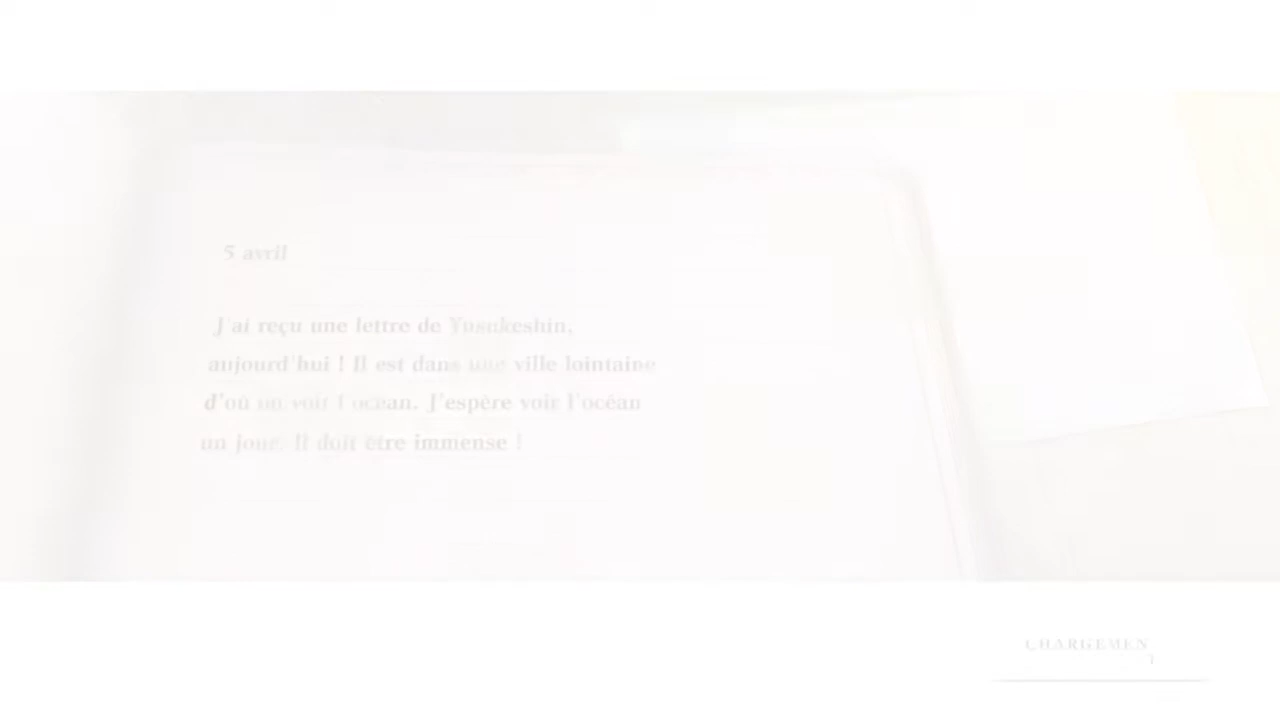 5 avril
J'ai reçu une lettre de Yusukeshin,
aujourd'hui ! Il est dans une ville lointaine
d'où on voit l'océan. J'espère voir l'océan
un jour. Il doit être immense !
CHARGEMEN
T